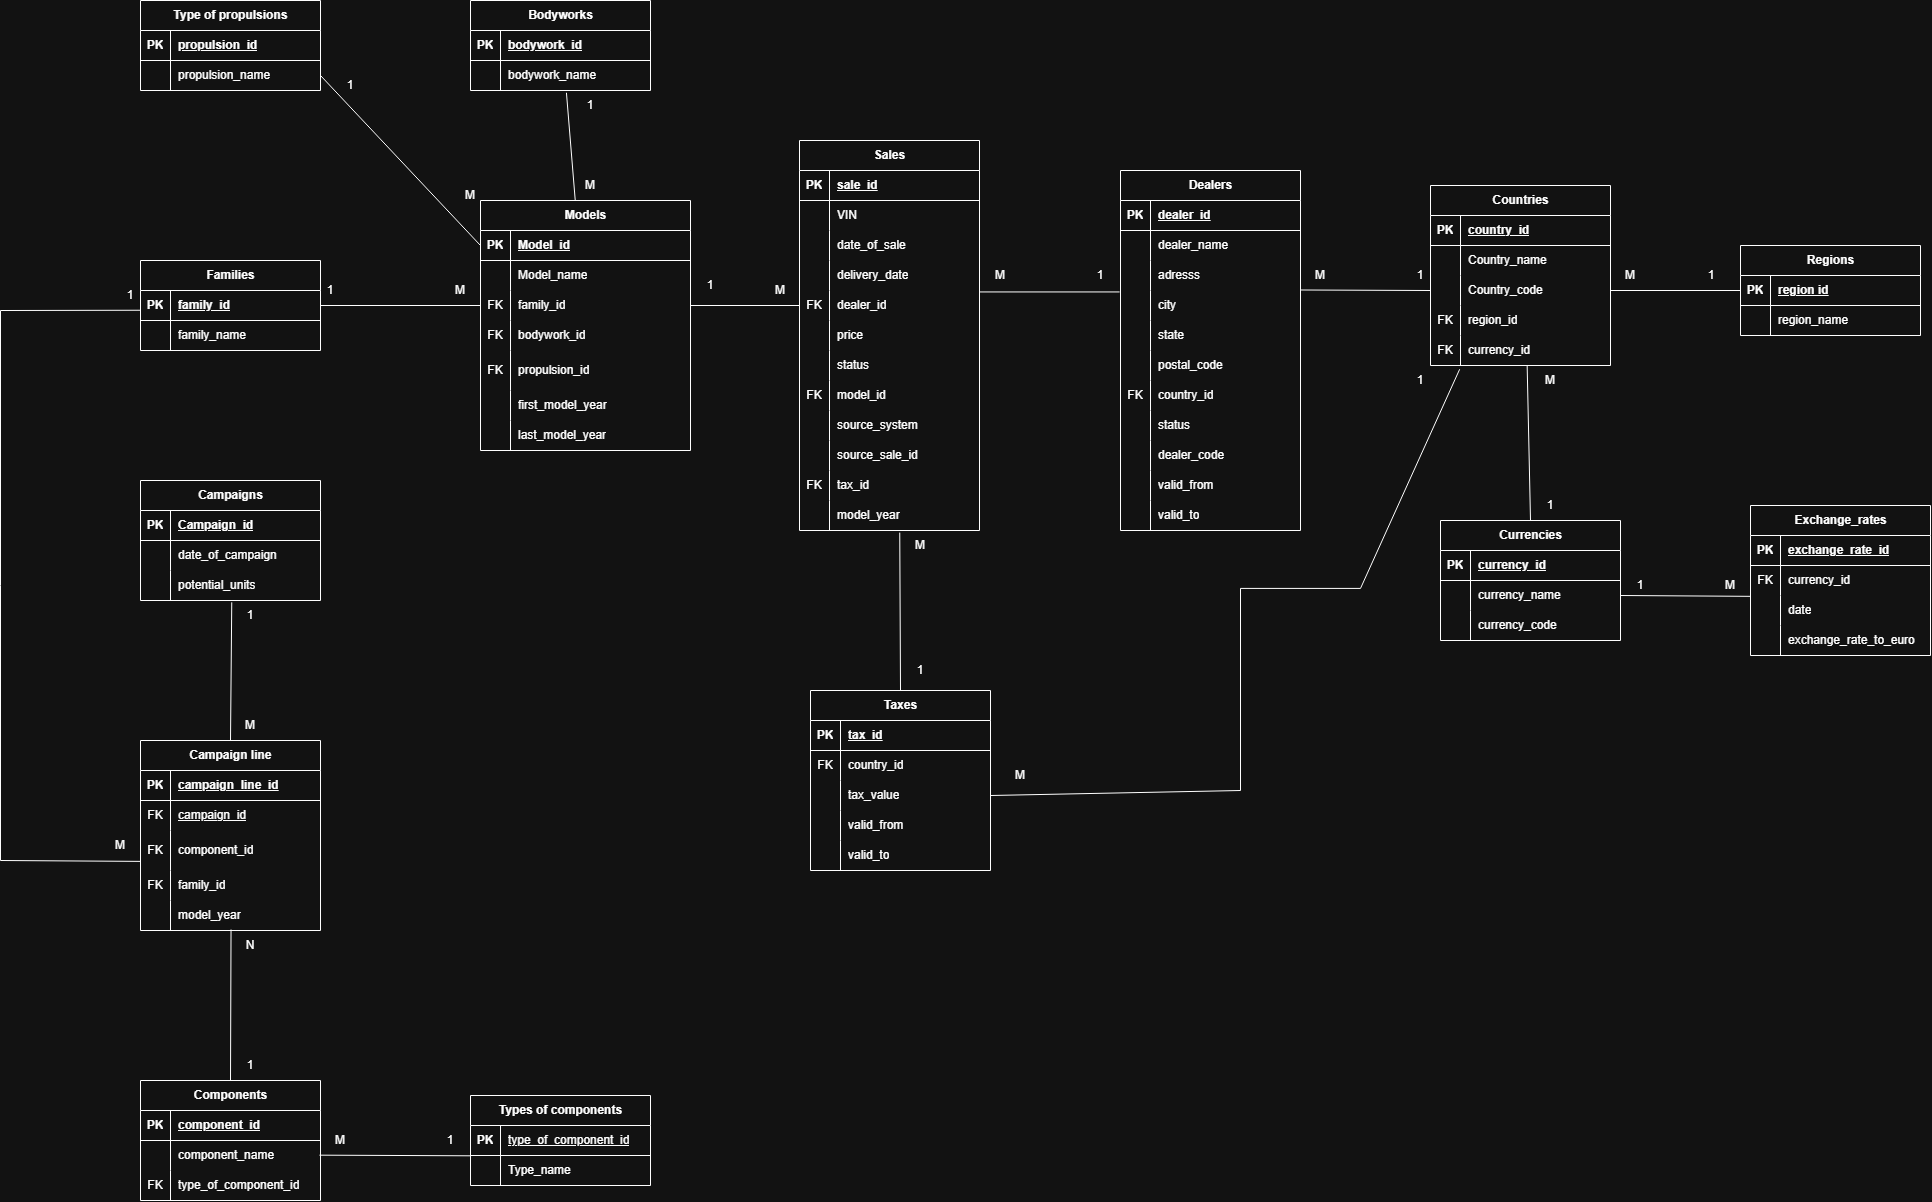 Type of propulsions
PK propulsion_id
propulsion_name
1
M
Bodyworks
PK bodywork_id
bodywork_name
1
M
Models
PK Model_id
Model_name
FK family_id
FK bodywork_id
FK propulsion_id
first_model_year
last_model_year
Families
PK family_id
family_name
1
1
M
1
M
Sales
PK sale_id
VIN
date_of_sale
delivery_date
FK dealer_id
price
status
FK model_id
source_system
source_sale_id
FK tax_id
model_year
M
1
Dealers
PK dealer_id
dealer_name
adresss
city
state
postal_code
FK country_id
status
dealer_code
valid_from
valid_to
M
1
Countries
PK country_id
Country_name
Country_code
FK region_id
FK currency_id
M
1
Regions
PK region id
region_name
1
M
1
Currencies
PK currency_id
currency_name
currency_code
1
M
Exchange_rates
PK exchange_rate_id
FK currency_id
date
exchange_rate_to_euro
M
1
Taxes
PK tax_id
FK country_id
tax_value
valid_from
valid_to
M
Campaigns
PK Campaign_id
date_of_campaign
potential_units
1
M
Campaign line
PK campaign_line_id
FK campaign_id
FK component_id
FK family_id
model_year
M
N
1
Components
PK component_id
component_name
FK type_of_component_id
M
1
Types of components
PK type_of_component_id
Type_name